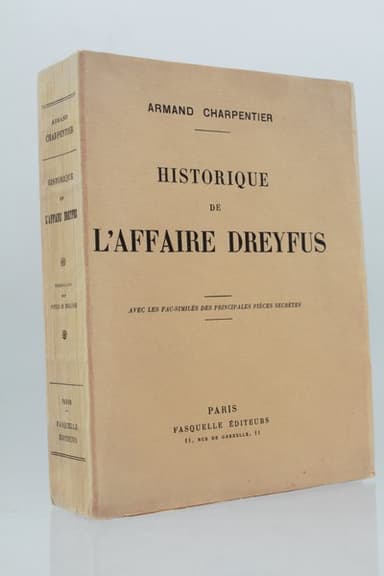 ARMAND CHARPENTIER
HISTORIQUE
DE
L'AFFAIRE DREYFUS
AVEC LES FAC-SIMILÉS DES PRINCIPALES PIÈCES SECRÈTES
PARIS
FASQUELLE ÉDITEURS
11, RUE DE GRENELLE, 11
ARMAND
CHARPENTIER
HISTORIQUE
DE
L'AFFAIRE DREYFUS
PARIS
FASQUELLE
ÉDITEURS